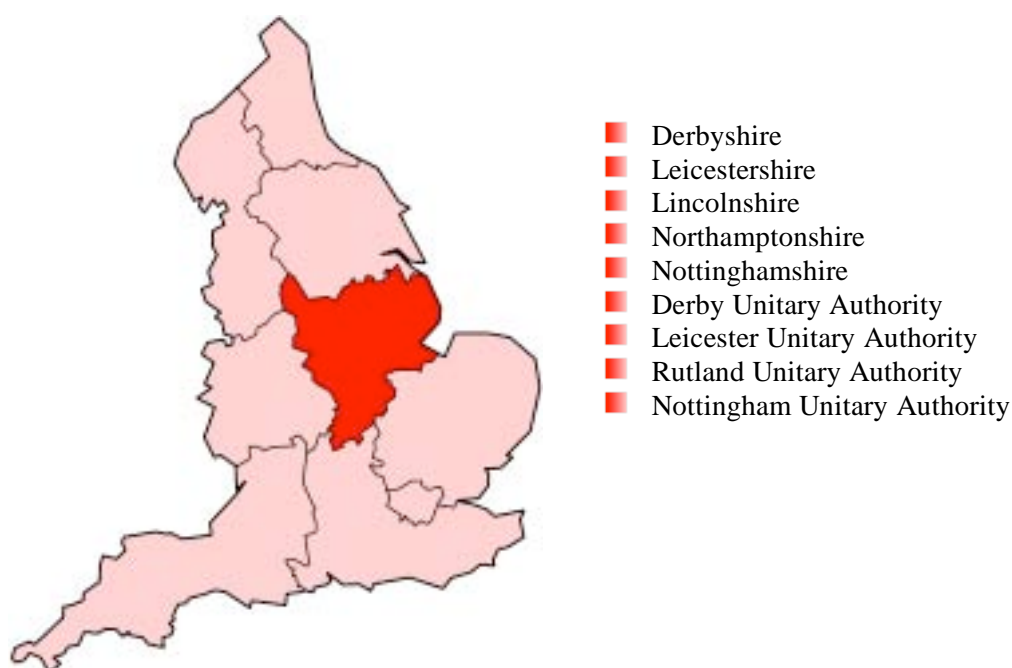 Derbyshire
Leicestershire
Lincolnshire
Northamptonshire
Nottinghamshire
Derby Unitary Authority
Leicester Unitary Authority
Rutland Unitary Authority
Nottingham Unitary Authority